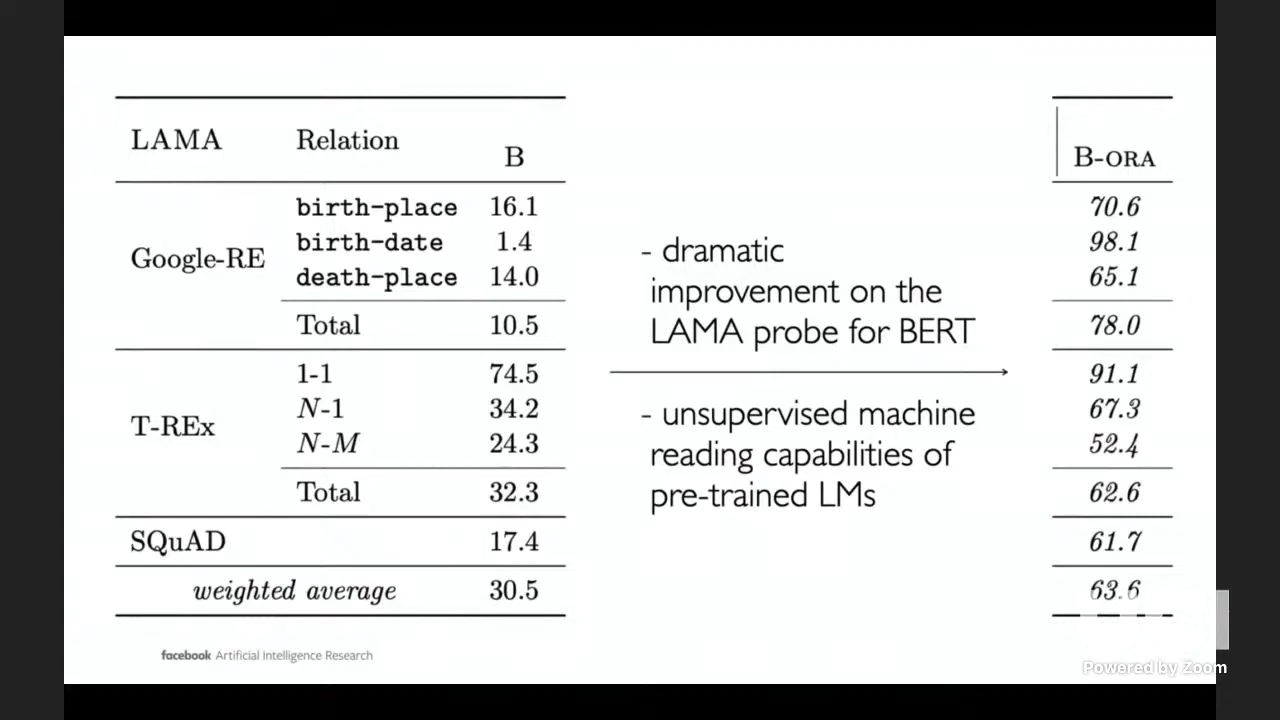 LAMA Relation B B-ORA
birth-place 16.1 70.6
birth-date 1.4 98.1
Google-RE
death-place 14.0 65.1
Total 10.5 78.0
1-1 74.5 91.1
N-1 34.2 67.3
T-REx
N-M 24.3 52.4
Total 32.3 62.6
SQuAD 17.4 61.7
weighted average 30.5 63.6
- dramatic
improvement on the
LAMA probe for BERT
- unsupervised machine
reading capabilities of
pre-trained LMs
facebook Artificial Intelligence Research
Powered by Zoom